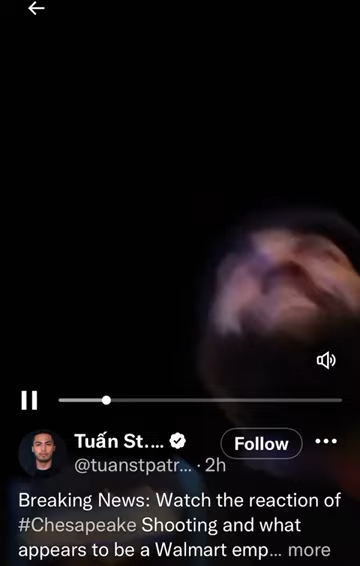 Tuấn St.…
Follow
@tuanstpatr... · 2h
Breaking News: Watch the reaction of
#Chesapeake Shooting and what
appears to be a Walmart emp... more